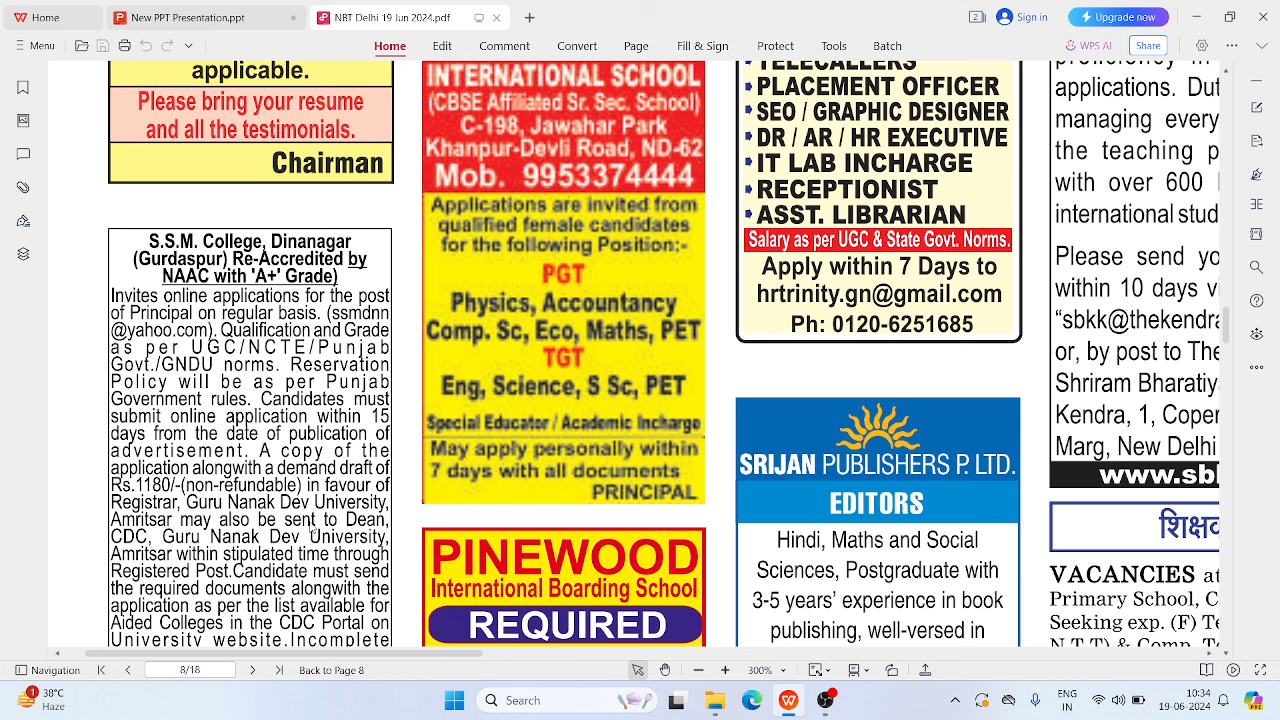 Home
New PPT Presentation.ppt
NBT Delhi 19 Jun 2024.pdf
Sign in
Upgrade now
Menu
Home
Edit
Comment
Convert
Page
Fill & Sign
Protect
Tools
Batch
WPS AI
Share
applicable.
Please bring your resume
and all the testimonials.
Chairman
S.S.M. College, Dinanagar
(Gurdaspur) Re-Accredited by
NAAC with 'A+' Grade)
Invites online applications for the post
of Principal on regular basis. (ssmdnn
@yahoo.com). Qualification and Grade
as per UGC/NCTE/Punjab
Govt./GNDU norms. Reservation
Policy will be as per Punjab
Government rules. Candidates must
submit online application within 15
days from the date of publication of
advertisement. A copy of the
application alongwith a demand draft of
Rs.1180/-(non-refundable) in favour of
Registrar, Guru Nanak Dev University,
Amritsar may also be sent to Dean,
CDC, Guru Nanak Dev University,
Amritsar within stipulated time through
Registered Post.Candidate must send
the required documents alongwith the
application as per the list available for
Aided Colleges in the CDC Portal on
University website.Incomplete
INTERNATIONAL SCHOOL
(CBSE Affiliated Sr. Sec. School)
C-198, Jawahar Park
Khanpur-Devli Road, ND-62
Mob. 9953374444
Applications are invited from
qualified female candidates
for the following Position:-
PGT
Physics, Accountancy
Comp. Sc, Eco, Maths, PET
TGT
Eng, Science, S Sc, PET
Special Educator / Academic Incharge
May apply personally within
7 days with all documents
PRINCIPAL
PINEWOOD
International Boarding School
REQUIRED
TELECALLERS
PLACEMENT OFFICER
SEO / GRAPHIC DESIGNER
DR / AR / HR EXECUTIVE
IT LAB INCHARGE
RECEPTIONIST
ASST. LIBRARIAN
Salary as per UGC & State Govt. Norms.
Apply within 7 Days to
hrtrinity.gn@gmail.com
Ph: 0120-6251685
SRIJAN PUBLISHERS P. LTD.
EDITORS
Hindi, Maths and Social
Sciences, Postgraduate with
3-5 years' experience in book
publishing, well-versed in
proficiency in
applications. Dut
managing every
the teaching p
with over 600
international stud
Please send yo
within 10 days vi
"sbkk@thekendra
or, by post to The
Shriram Bharatiy
Kendra, 1, Coper
Marg, New Delhi
www.sb
शिक्षक
VACANCIES at
Primary School, C
Seeking exp. (F) Te
N.T.T) & Comp. Te
Navigation
8/18
Back to Page 8
300%
38°C
Haze
Search
ENG
IN
10:34
19-06-2024